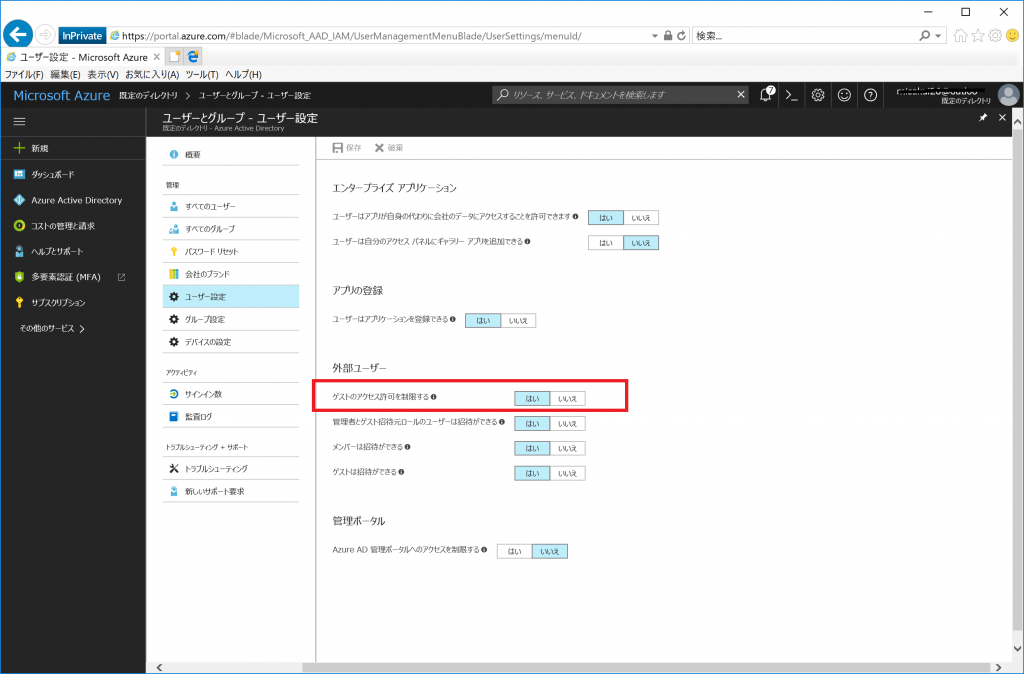 InPrivate https://portal.azure.com/#blade/Microsoft_AAD_IAM/UserManagementMenuBlade/UserSettings/menuId/ 検索...
ユーザー設定 - Microsoft Azure
ファイル(F) 編集(E) 表示(V) お気に入り(A) ツール(T) ヘルプ(H)
Microsoft Azure 既定のディレクトリ > ユーザーとグループ - ユーザー設定 リソース、サービス、ドキュメントを検索します 7
既定のディレクトリ
ユーザーとグループ - ユーザー設定
既定のディレクトリ - Azure Active Directory
新規
ダッシュボード
Azure Active Directory
コストの管理と請求
ヘルプとサポート
多要素認証 (MFA)
サブスクリプション
その他のサービス >
概要
管理
すべてのユーザー
すべてのグループ
パスワード リセット
会社のブランド
ユーザー設定
グループ設定
デバイスの設定
アクティビティ
サインイン数
監査ログ
トラブルシューティング + サポート
トラブルシューティング
新しいサポート要求
保存 破棄
エンタープライズ アプリケーション
ユーザーはアプリが自身の代わりに会社のデータにアクセスすることを許可できます はい いいえ
ユーザーは自分のアクセス パネルにギャラリー アプリを追加できる はい いいえ
アプリの登録
ユーザーはアプリケーションを登録できる はい いいえ
外部ユーザー
ゲストのアクセス許可を制限する はい いいえ
管理者とゲスト招待元ロールのユーザーは招待ができる はい いいえ
メンバーは招待ができる はい いいえ
ゲストは招待ができる はい いいえ
管理ポータル
Azure AD 管理ポータルへのアクセスを制限する はい いいえ